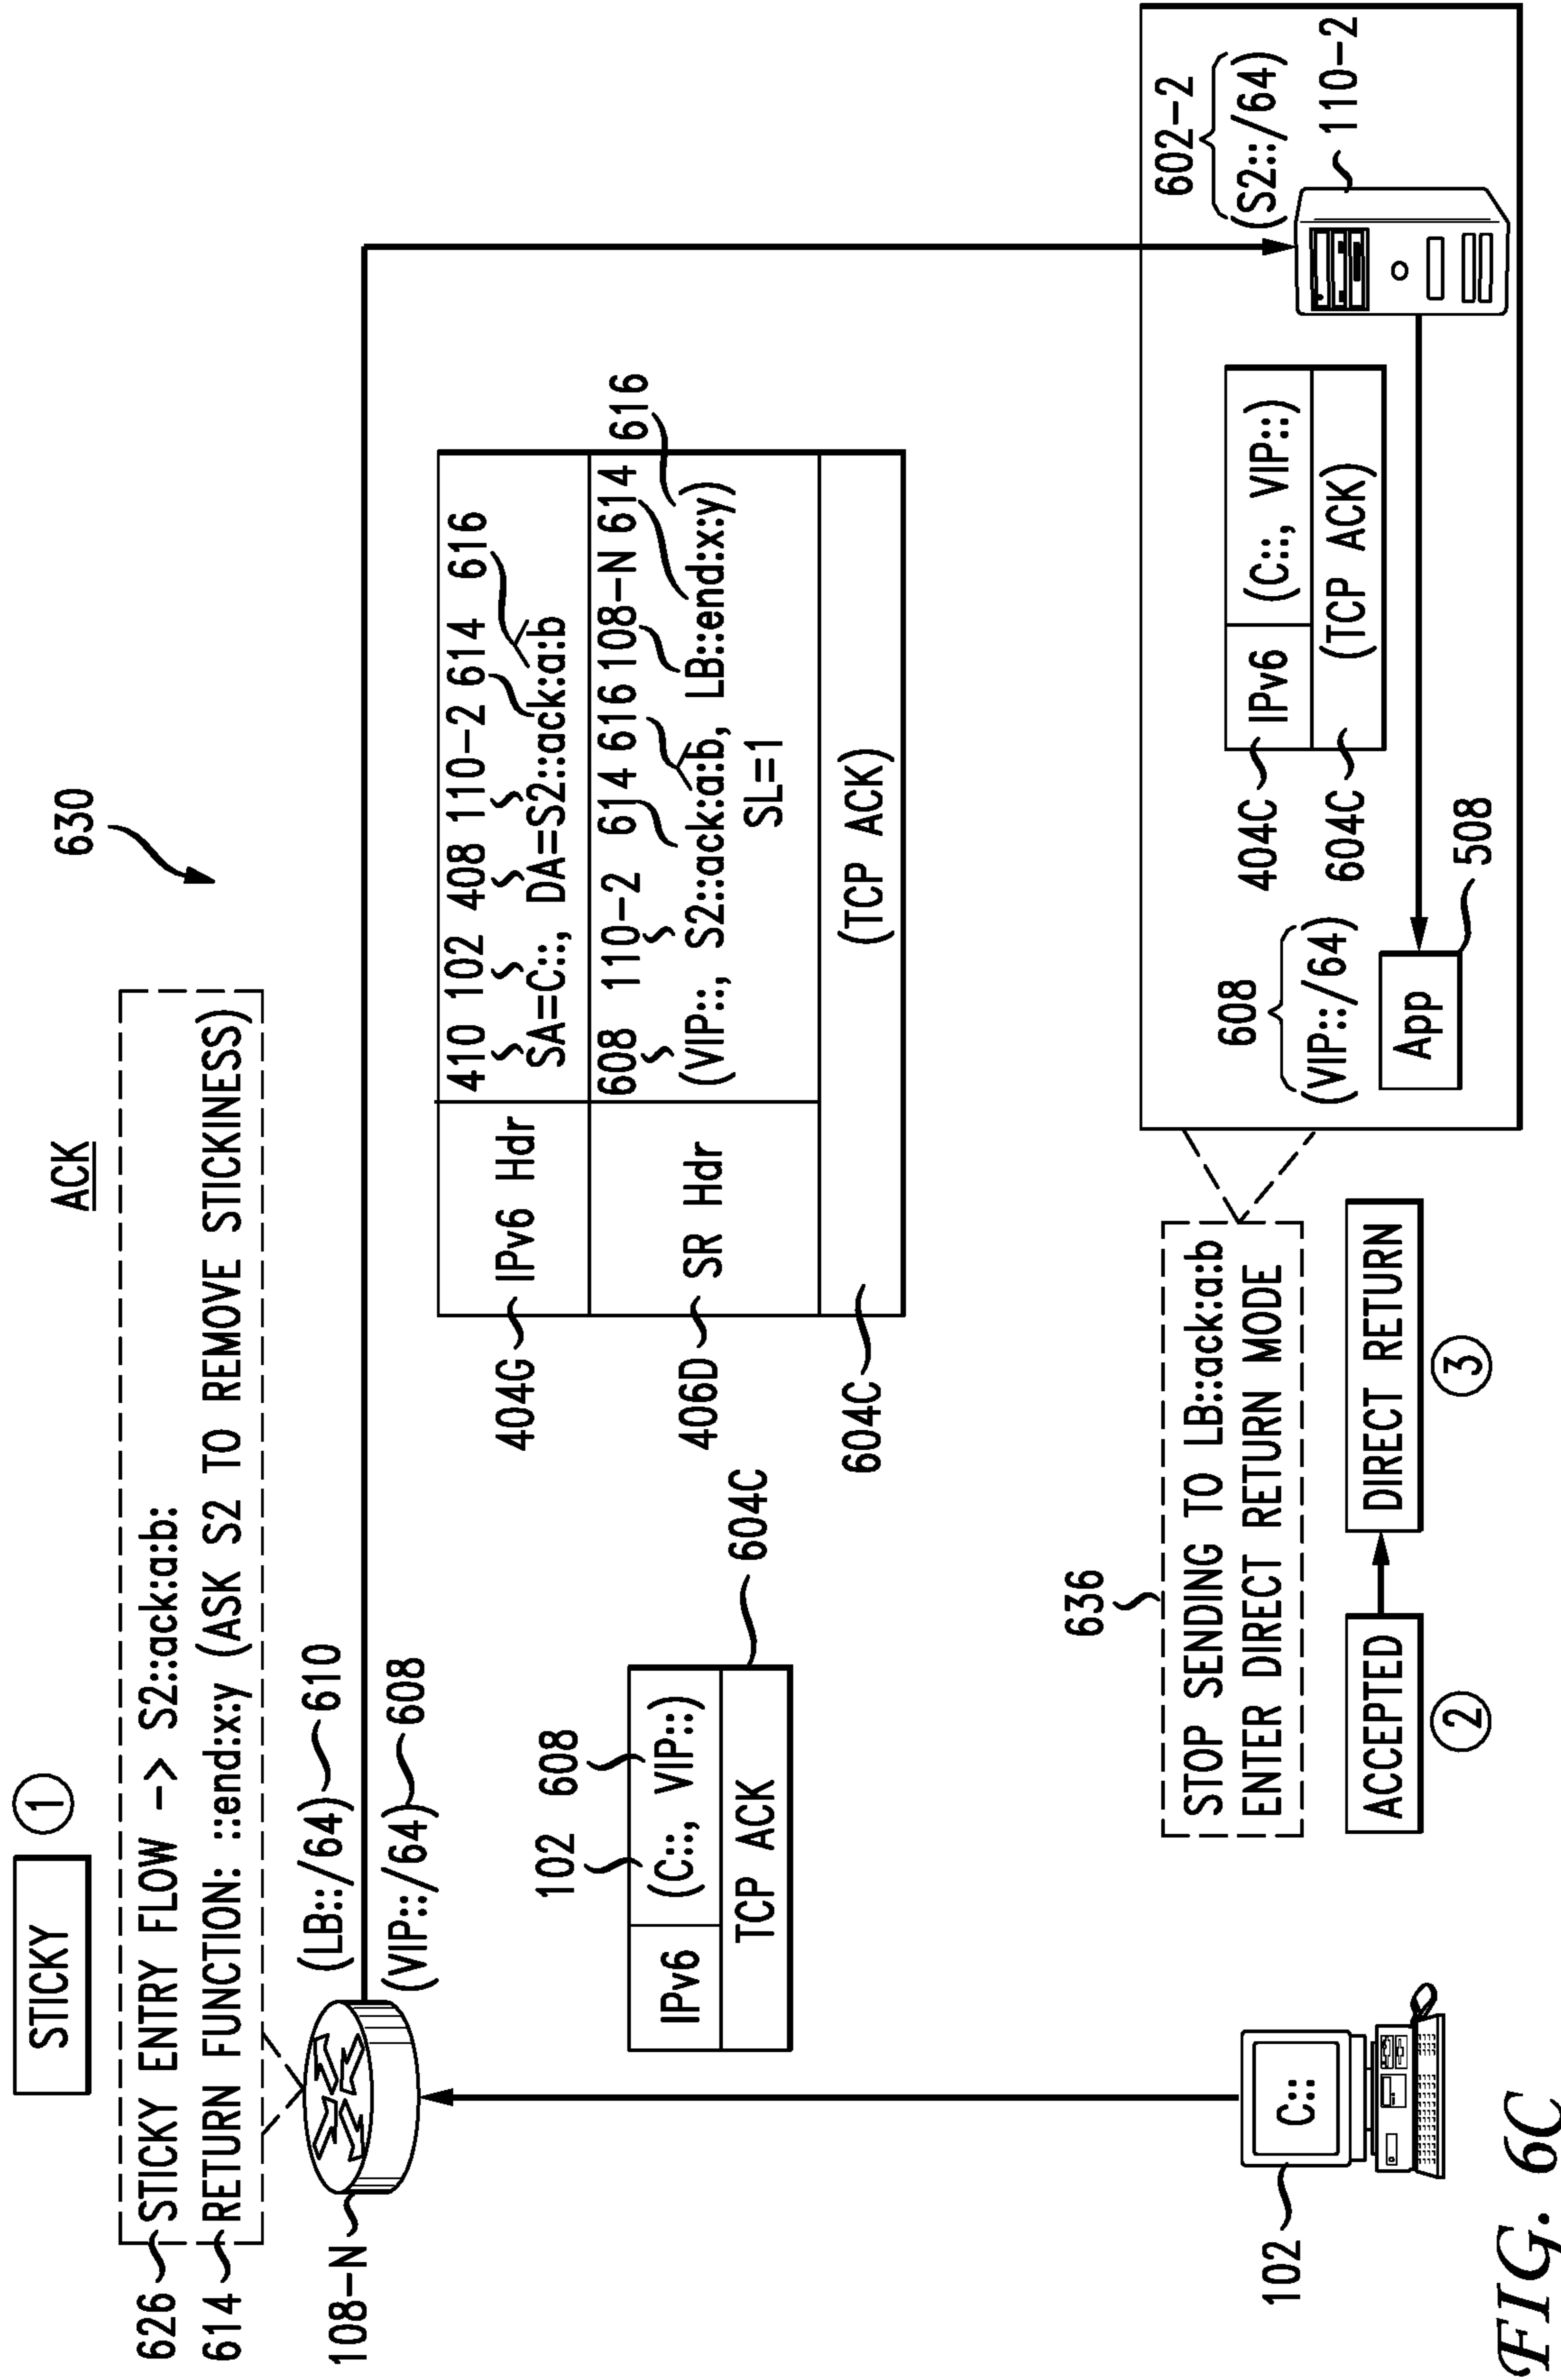 ACK
630
STICKY 1
626 STICKY ENTRY FLOW -> S2::ack:a:b:
614 RETURN FUNCTION: ::end:x:y (ASK S2 TO REMOVE STICKINESS)
108-N
(LB::/64) 610
(VIP::/64) 608
410 102 408 110-2 614 616
404G IPv6 Hdr SA=C::, DA=S2::ack:a:b
608 110-2 614 616 108-N 614 616
406D SR Hdr (VIP::, S2::ack:a:b, LB::end:x:y)
SL=1
604C (TCP ACK)
102 608
IPv6 (C::, VIP::)
TCP ACK
604C
636
STOP SENDING TO LB::ack:a:b
ENTER DIRECT RETURN MODE
ACCEPTED DIRECT RETURN
2 3
602-2
(S2::/64)
110-2
404C IPv6 (C::, VIP::)
604C (TCP ACK)
608
(VIP::/64)
App
508
C::
102
FIG. 6C